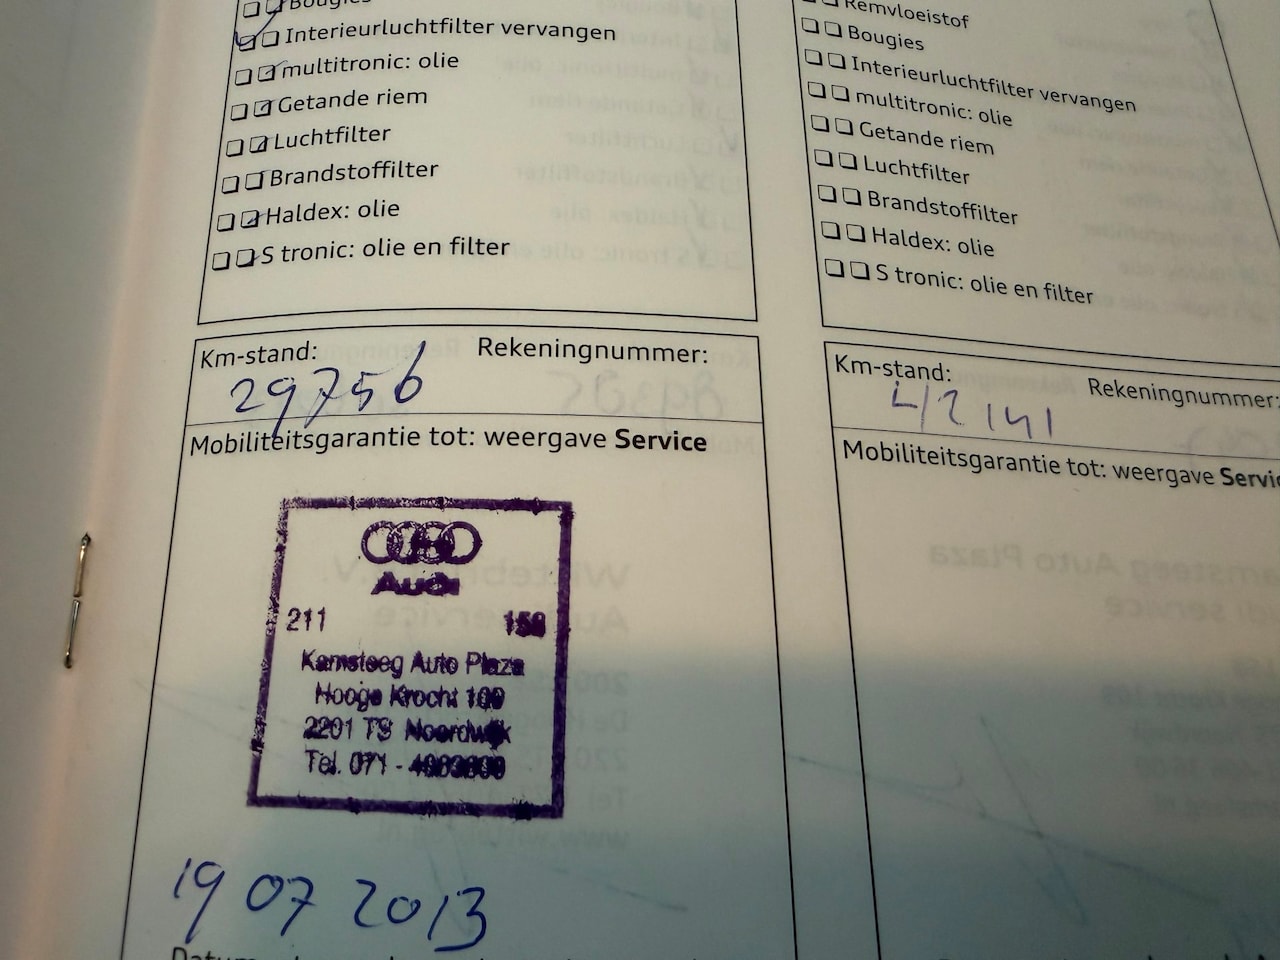 Bougies
Interieurluchtfilter vervangen
multitronic: olie
Getande riem
Luchtfilter
Brandstoffilter
Haldex: olie
S tronic: olie en filter
Km-stand: Rekeningnummer:
29756
Mobiliteitsgarantie tot: weergave Service
Audi
211 158
Kamsteeg Auto Plaza
Hooge Krocht 100
2201 TS Noordwijk
Tel. 071 -
19 07 2013
Remvloeistof
Bougies
Interieurluchtfilter vervangen
multitronic: olie
Getande riem
Luchtfilter
Brandstoffilter
Haldex: olie
S tronic: olie en filter
Km-stand: Rekeningnummer:
42141
Mobiliteitsgarantie tot: weergave